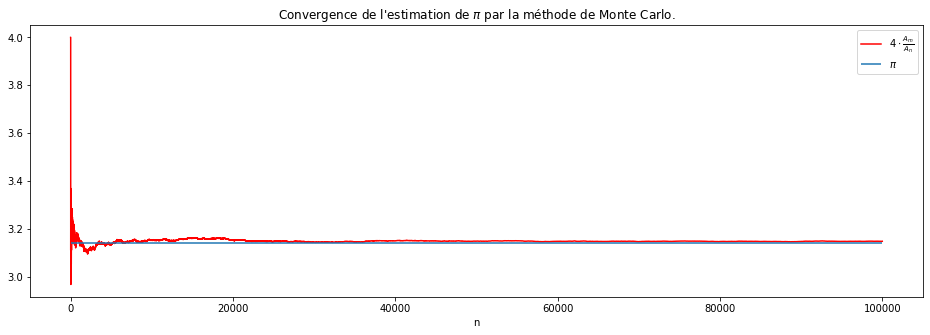 Convergence de l'estimation de π par la méthode de Monte Carlo.
4 · A_m/A_n
π
4.0
3.8
3.6
3.4
3.2
3.0
0 20000 40000 60000 80000 100000
n